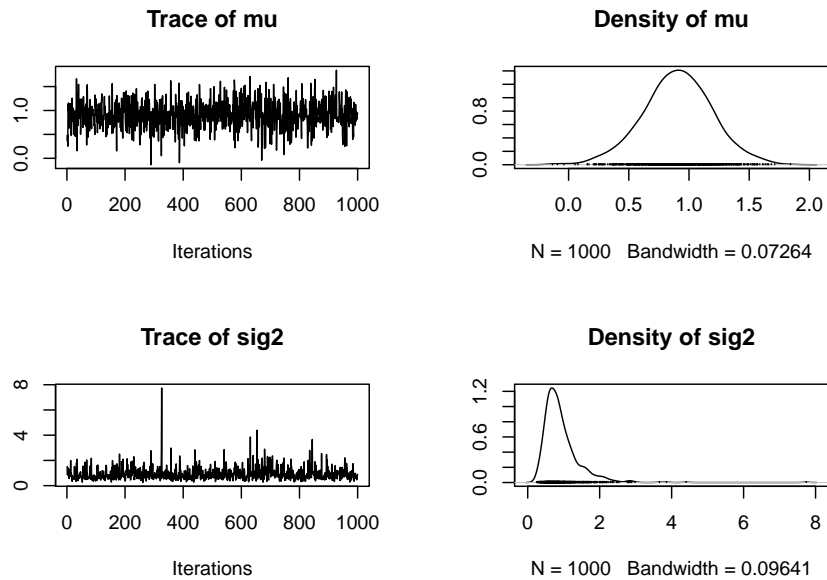 Trace of mu
0.0 1.0
0 200 400 600 800 1000
Iterations
Density of mu
0.0 0.8
0.0 0.5 1.0 1.5 2.0
N = 1000 Bandwidth = 0.07264
Trace of sig2
0 4 8
0 200 400 600 800 1000
Iterations
Density of sig2
0.0 0.6 1.2
0 2 4 6 8
N = 1000 Bandwidth = 0.09641